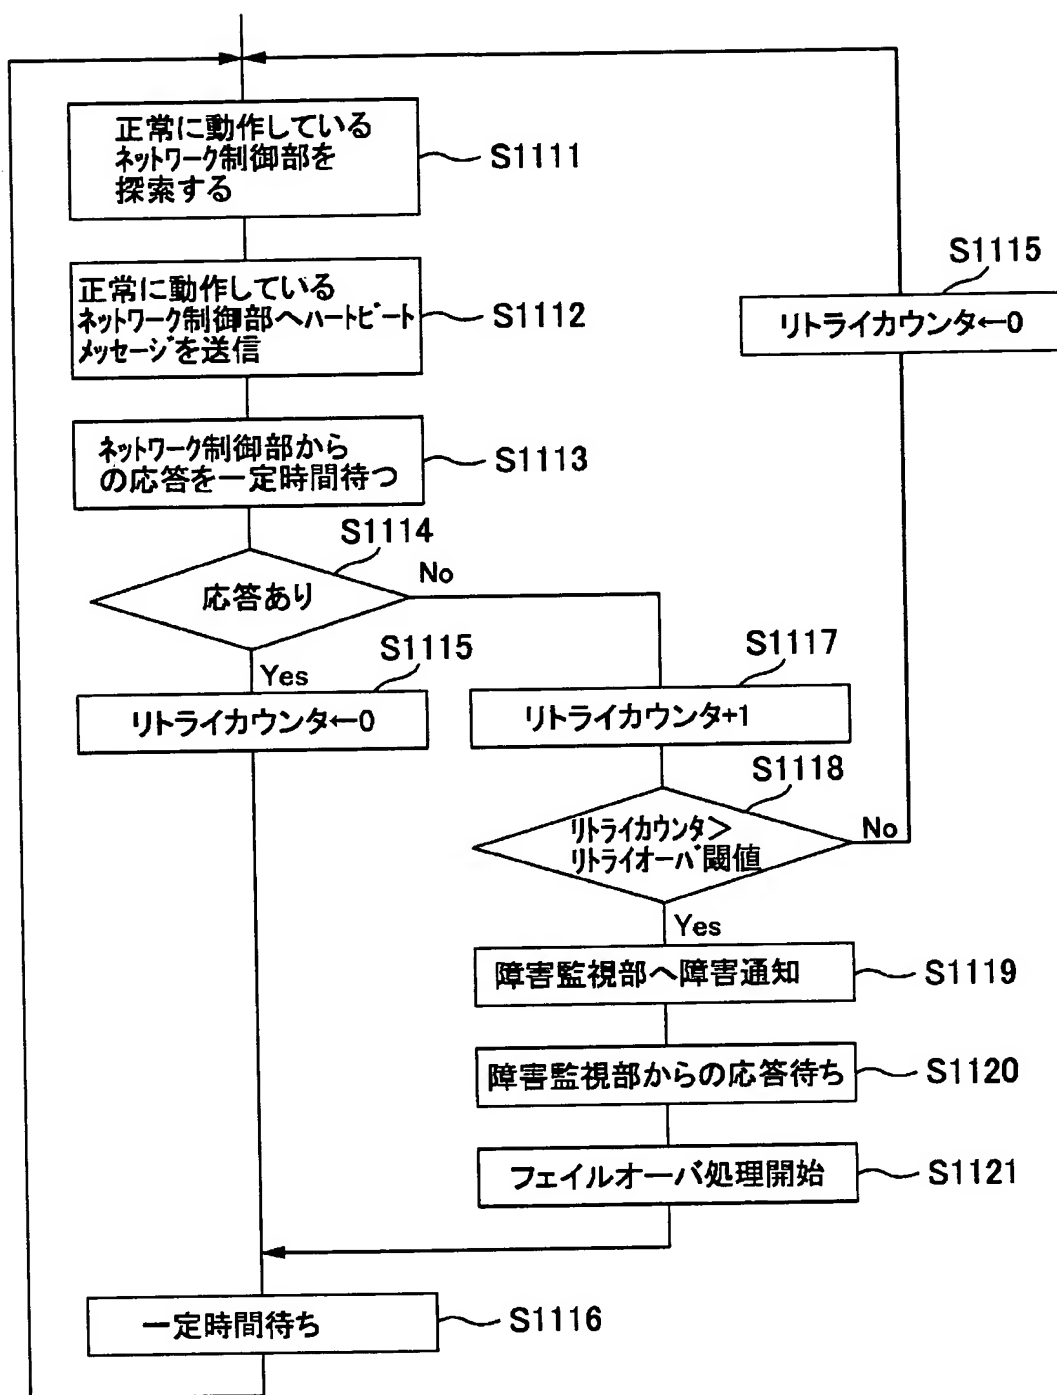 正常に動作している
ネットワーク制御部を
探索する
S1111
正常に動作している
ネットワーク制御部へハートビート
メッセージを送信
S1112
S1115
リトライカウンタ←0
ネットワーク制御部から
の応答を一定時間待つ
S1113
S1114
応答あり
No
Yes
S1115
リトライカウンタ←0
S1117
リトライカウンタ+1
S1118
リトライカウンタ>
リトライオーバ閾値
No
Yes
障害監視部へ障害通知
S1119
障害監視部からの応答待ち
S1120
フェイルオーバ処理開始
S1121
一定時間待ち
S1116